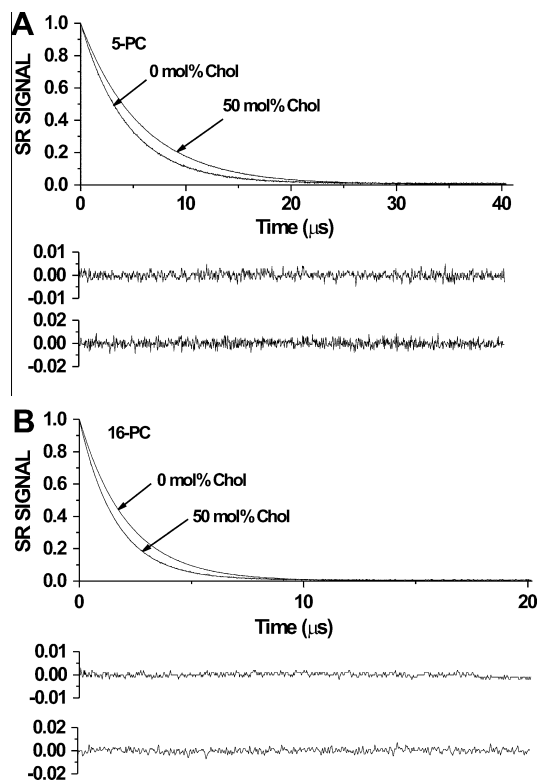 A
5-PC
0 mol% Chol
50 mol% Chol
SR SIGNAL
1.0
0.8
0.6
0.4
0.2
0.0
0 10 20 30 40
Time (μs)
0.01
0.00
-0.01
0.02
0.00
-0.02
B
16-PC
0 mol% Chol
50 mol% Chol
SR SIGNAL
1.0
0.8
0.6
0.4
0.2
0.0
0 10 20
Time (μs)
0.01
0.00
-0.01
0.02
0.00
-0.02